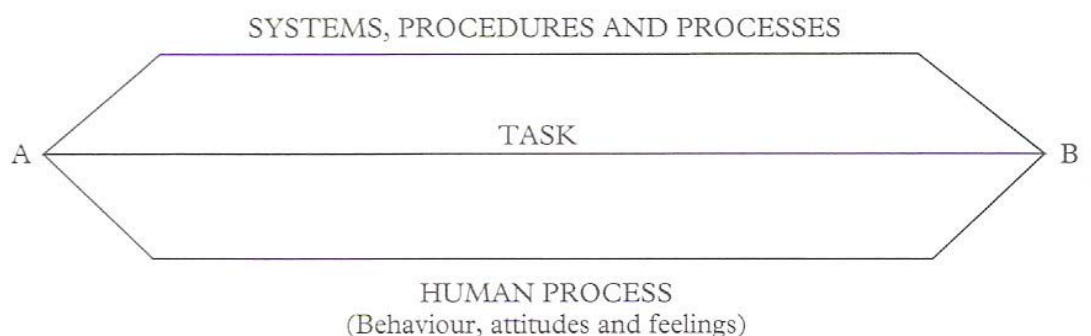 SYSTEMS, PROCEDURES AND PROCESSES
TASK
A
B
HUMAN PROCESS
(Behaviour, attitudes and feelings)